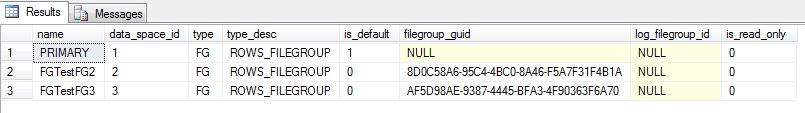 Results Messages
name data_space_id type type_desc is_default filegroup_guid log_filegroup_id is_read_only
1 PRIMARY 1 FG ROWS_FILEGROUP 1 NULL NULL 0
2 FGTestFG2 2 FG ROWS_FILEGROUP 0 8D0C58A6-95C4-4BC0-8A46-F5A7F31F4B1A NULL 0
3 FGTestFG3 3 FG ROWS_FILEGROUP 0 AF5D98AE-9387-4445-BFA3-4F90363F6A70 NULL 0